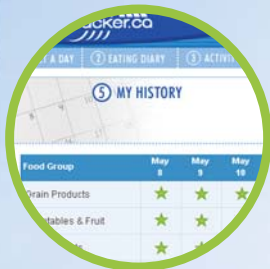 acker.ca
A DAY ② EATING DIARY ③ ACTIVI
⑤ MY HISTORY
Food Group May 8 May 9 May 10
Grain Products
tables & Fruit